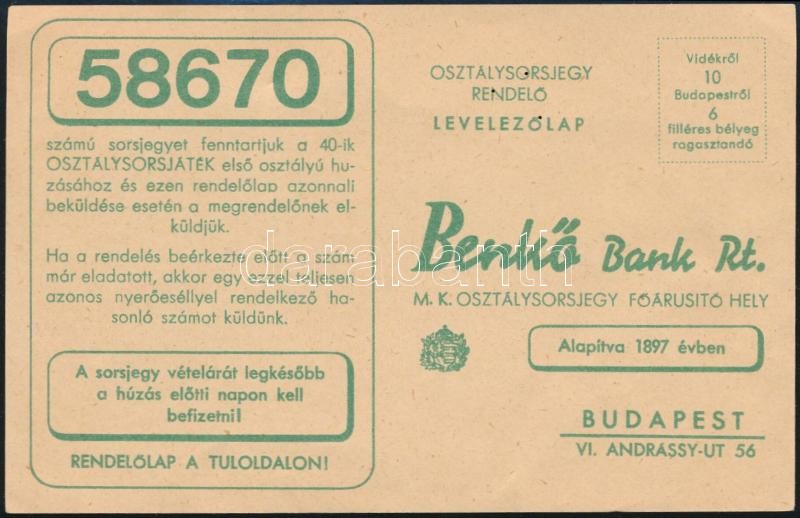 58670
számú sorsjegyet fenntartjuk a 40-ik
OSZTÁLYSORSJÁTÉK első osztályú hu-
zásához és ezen rendelőlap azonnali
beküldése esetén a megrendelőnek el-
küldjük.
Ha a rendelés beérkezte előtt a szám
már eladatott, akkor egy ezzel teljesen
azonos nyerőeséllyel rendelkező ha-
sonló számot küldünk.
A sorsjegy vételárát legkésőbb
a húzás előtti napon kell
befizetni!
RENDELŐLAP A TULOLDALON!
OSZTÁLYSORSJEGY
RENDELŐ
LEVELEZŐLAP
Vidékről
10
Budapestről
6
filléres bélyeg
ragasztandó
Benkő Bank Rt.
M. K. OSZTÁLYSORSJEGY FŐÁRUSITÓ HELY
Alapítva 1897 évben
BUDAPEST
VI. ANDRÁSSY-UT 56
darabanth